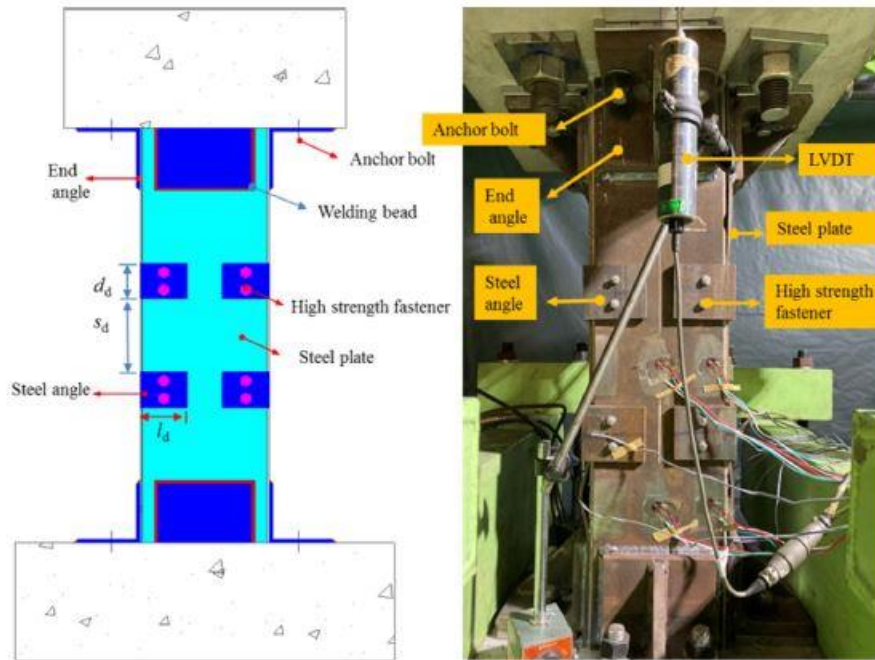 Anchor bolt
End
angle
Welding bead
d_d
High strength fastener
s_d
Steel plate
Steel angle
l_d
Anchor bolt
LVDT
End
angle
Steel plate
Steel
angle
High strength
fastener